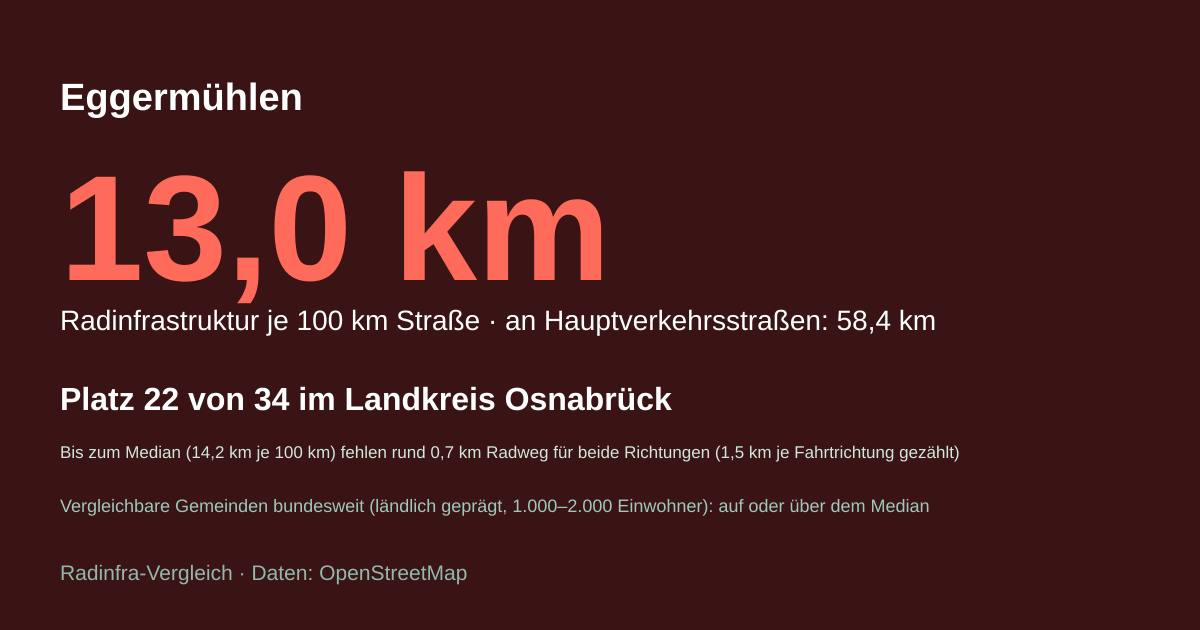 Eggermühlen
13,0 km
Radinfrastruktur je 100 km Straße · an Hauptverkehrsstraßen: 58,4 km
Platz 22 von 34 im Landkreis Osnabrück
Bis zum Median (14,2 km je 100 km) fehlen rund 0,7 km Radweg für beide Richtungen (1,5 km je Fahrtrichtung gezählt)
Vergleichbare Gemeinden bundesweit (ländlich geprägt, 1.000–2.000 Einwohner): auf oder über dem Median
Radinfra-Vergleich · Daten: OpenStreetMap